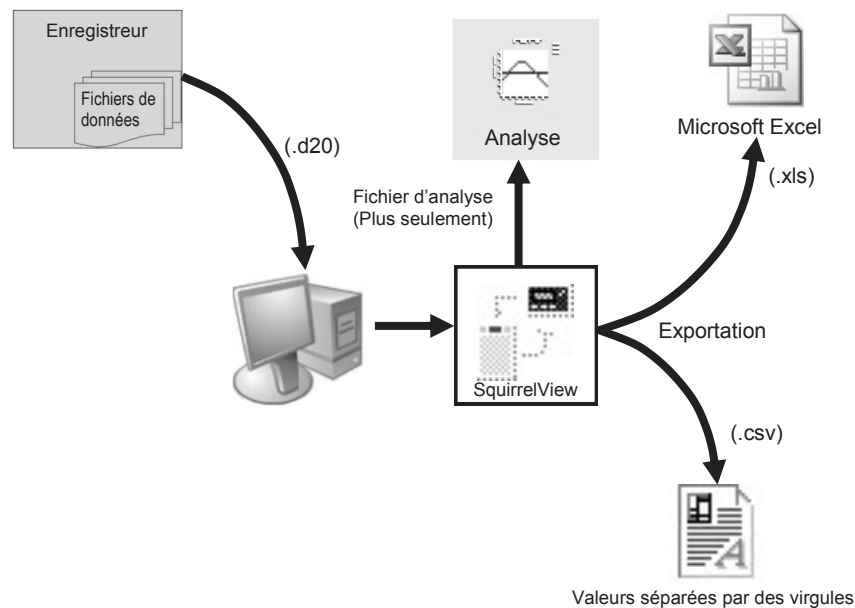 Enregistreur
Fichiers de
données
(.d20)
Analyse
Fichier d'analyse
(Plus seulement)
Microsoft Excel
(.xls)
SquirrelView
Exportation
(.csv)
Valeurs séparées par des virgules